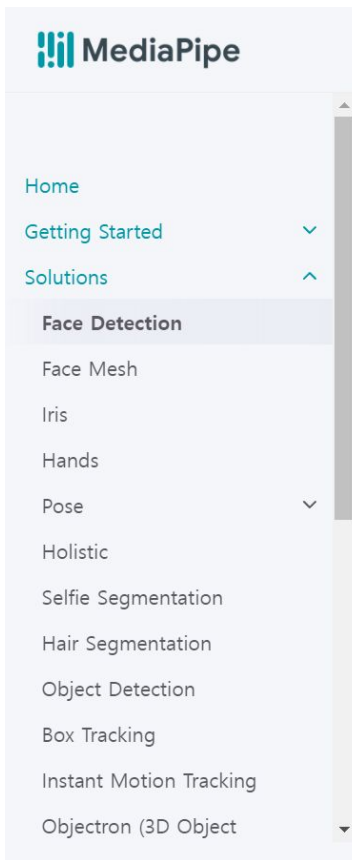 MediaPipe
Home
Getting Started
Solutions
Face Detection
Face Mesh
Iris
Hands
Pose
Holistic
Selfie Segmentation
Hair Segmentation
Object Detection
Box Tracking
Instant Motion Tracking
Objectron (3D Object